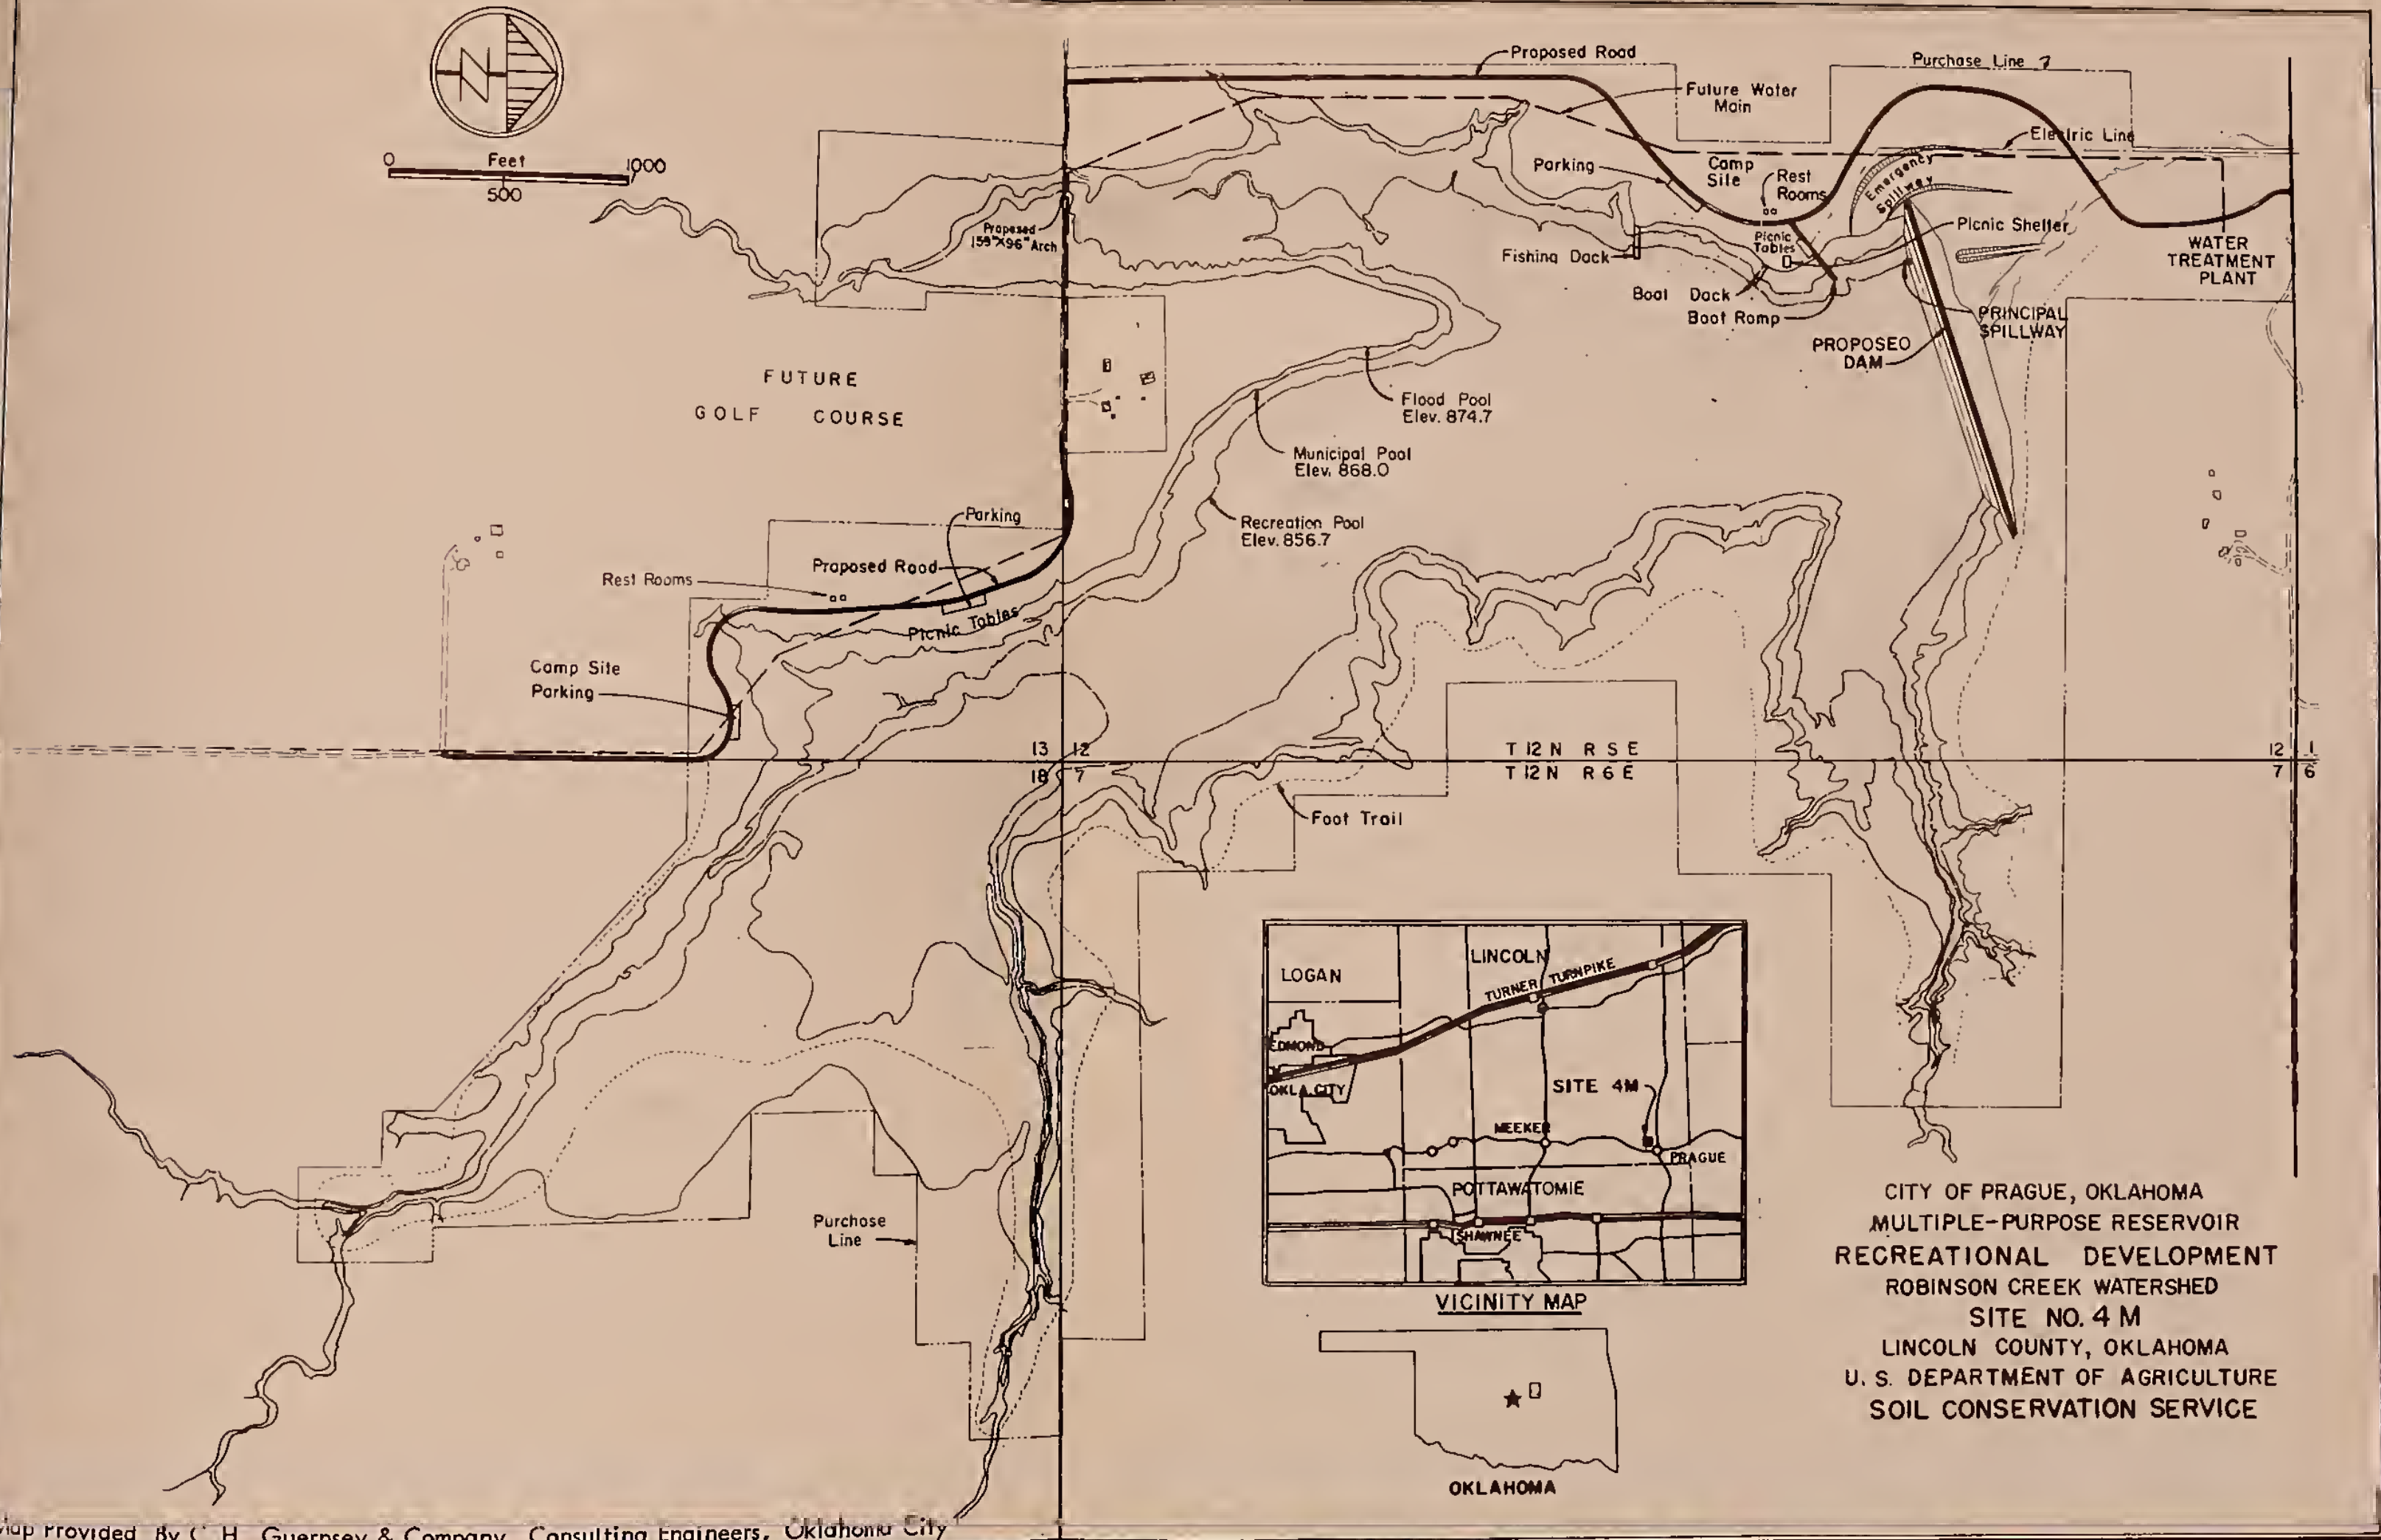 N
0 Feet 1000
500
Proposed Road
Purchase Line
Future Water
Main
Electric Line
Parking
Camp
Site
Rest
Rooms
Emergency
Spillway
Picnic Shelter
Picnic
Tables
Fishing Dock
Boat Dock
Boat Ramp
WATER
TREATMENT
PLANT
PRINCIPAL
SPILLWAY
PROPOSED
DAM
Proposed
159"X96" Arch
FUTURE
GOLF COURSE
Flood Pool
Elev. 874.7
Municipal Pool
Elev. 868.0
Recreation Pool
Elev. 856.7
Parking
Proposed Road
Rest Rooms
Picnic Tables
Camp Site
Parking
13 12
18 7
T 12 N R 5 E
T 12 N R 6 E
12 1
7 6
Foot Trail
Purchase
Line
LOGAN
LINCOLN
TURNER TURNPIKE
EDMOND
OKLA. CITY
SITE 4M
MEEKER
PRAGUE
POTTAWATOMIE
SHAWNEE
VICINITY MAP
OKLAHOMA
CITY OF PRAGUE, OKLAHOMA
MULTIPLE-PURPOSE RESERVOIR
RECREATIONAL DEVELOPMENT
ROBINSON CREEK WATERSHED
SITE NO. 4 M
LINCOLN COUNTY, OKLAHOMA
U. S. DEPARTMENT OF AGRICULTURE
SOIL CONSERVATION SERVICE
Map Provided By C. H. Guernsey & Company, Consulting Engineers, Oklahoma City